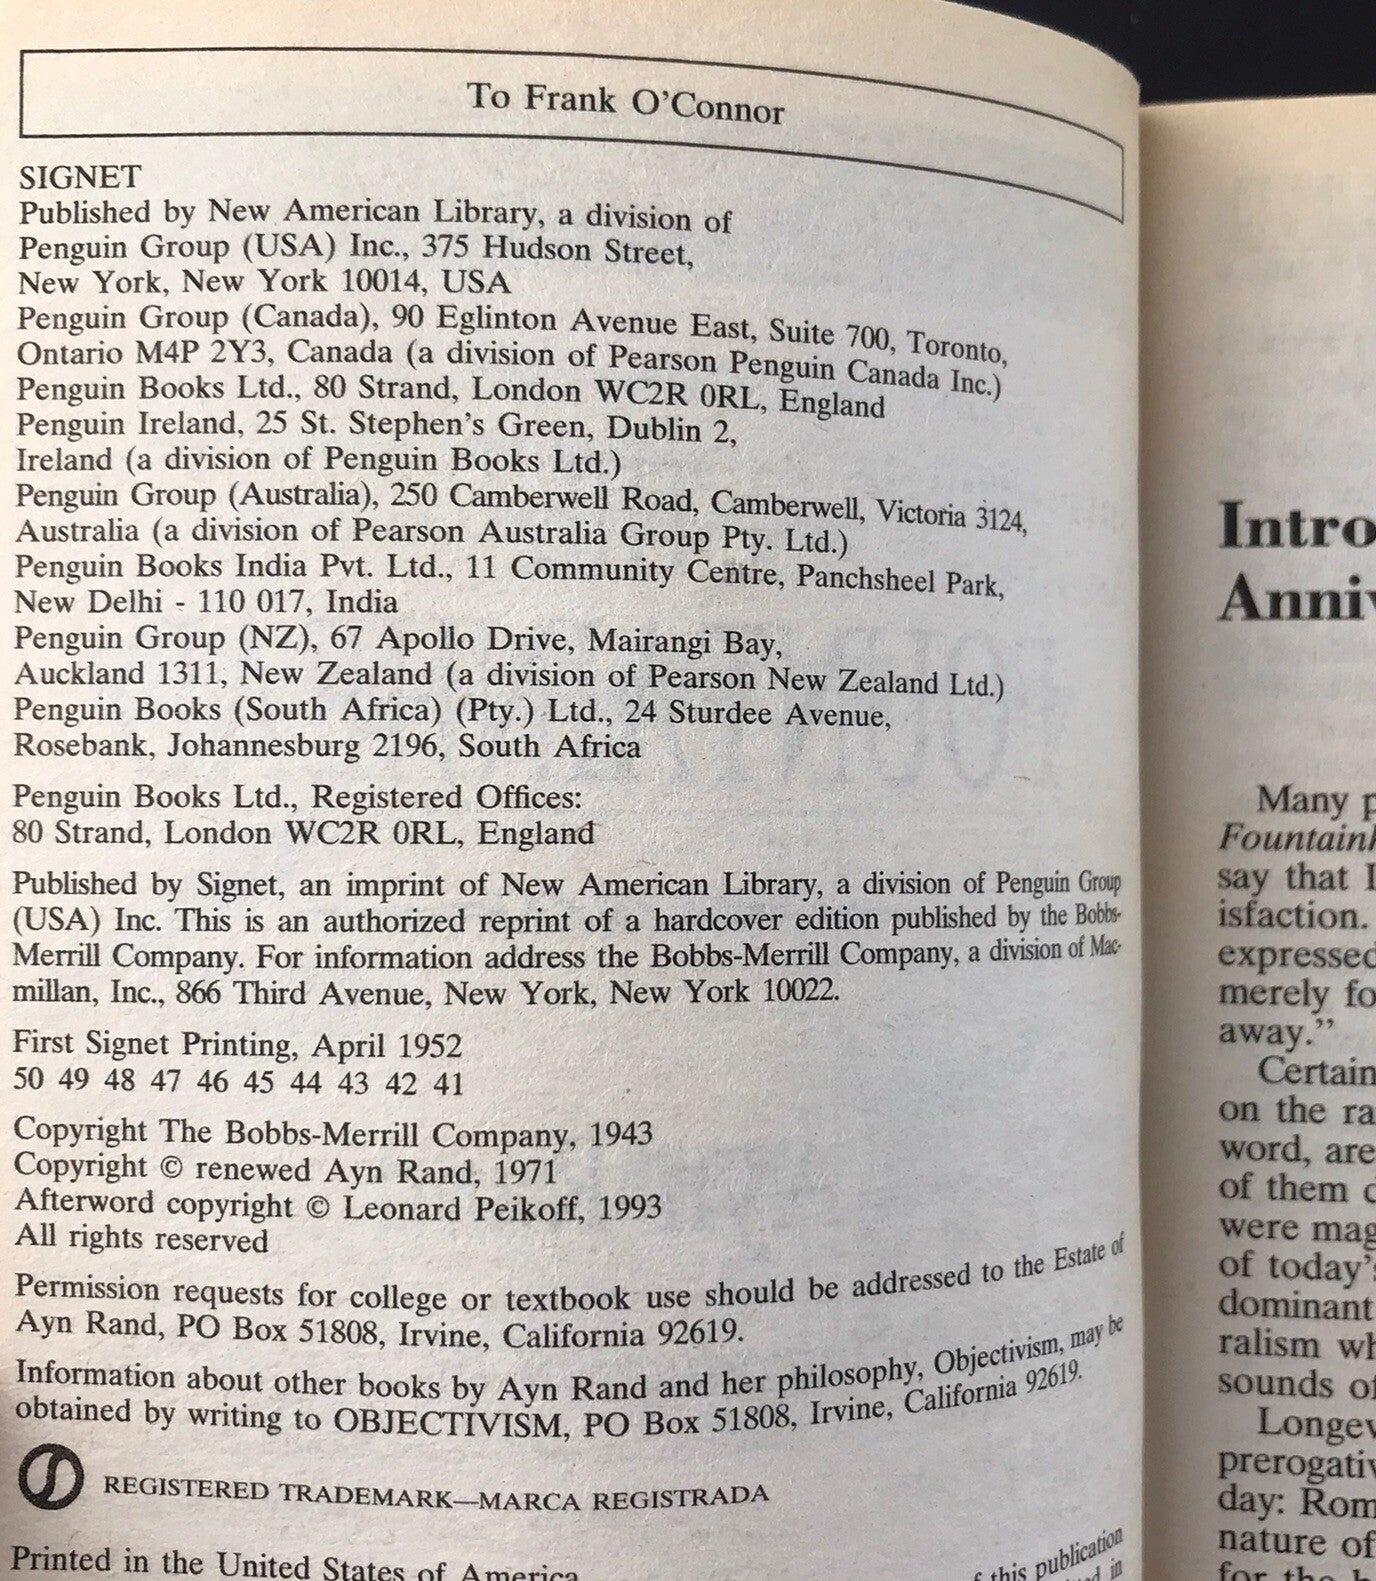 To Frank O'Connor
SIGNET
Published by New American Library, a division of
Penguin Group (USA) Inc., 375 Hudson Street,
New York, New York 10014, USA
Penguin Group (Canada), 90 Eglinton Avenue East, Suite 700, Toronto,
Ontario M4P 2Y3, Canada (a division of Pearson Penguin Canada Inc.)
Penguin Books Ltd., 80 Strand, London WC2R 0RL, England
Penguin Ireland, 25 St. Stephen's Green, Dublin 2,
Ireland (a division of Penguin Books Ltd.)
Penguin Group (Australia), 250 Camberwell Road, Camberwell, Victoria 3124,
Australia (a division of Pearson Australia Group Pty. Ltd.)
Penguin Books India Pvt. Ltd., 11 Community Centre, Panchsheel Park,
New Delhi - 110 017, India
Penguin Group (NZ), 67 Apollo Drive, Mairangi Bay,
Auckland 1311, New Zealand (a division of Pearson New Zealand Ltd.)
Penguin Books (South Africa) (Pty.) Ltd., 24 Sturdee Avenue,
Rosebank, Johannesburg 2196, South Africa
Penguin Books Ltd., Registered Offices:
80 Strand, London WC2R 0RL, England
Published by Signet, an imprint of New American Library, a division of Penguin Group
(USA) Inc. This is an authorized reprint of a hardcover edition published by the Bobbs-
Merrill Company. For information address the Bobbs-Merrill Company, a division of Mac-
millan, Inc., 866 Third Avenue, New York, New York 10022.
First Signet Printing, April 1952
50 49 48 47 46 45 44 43 42 41
Copyright The Bobbs-Merrill Company, 1943
Copyright © renewed Ayn Rand, 1971
Afterword copyright © Leonard Peikoff, 1993
All rights reserved
Permission requests for college or textbook use should be addressed to the Estate of
Ayn Rand, PO Box 51808, Irvine, California 92619.
Information about other books by Ayn Rand and her philosophy, Objectivism, may be
obtained by writing to OBJECTIVISM, PO Box 51808, Irvine, California 92619.
REGISTERED TRADEMARK—MARCA REGISTRADA
Printed in the United States of America
this publication
in
Intro
Anni
Many
Fountain
say that I
isfaction.
expressed
merely fo
away."
Certain
on the ra
word, are
of them
were mag
of today's
dominant
ralism wh
sounds of
Longev
prerogativ
day: Rom
nature of
for the